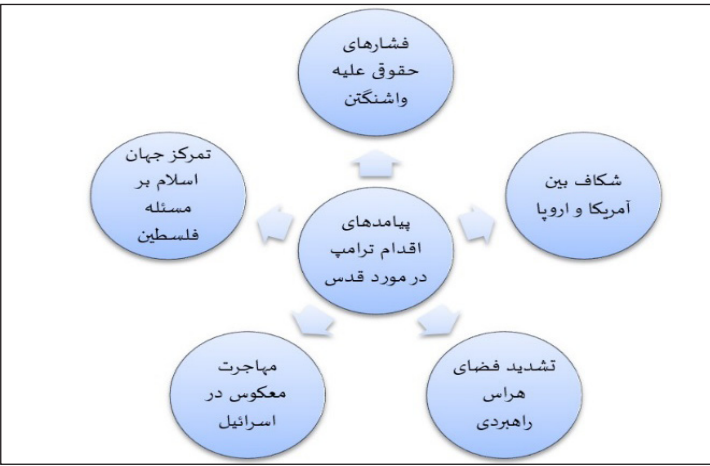 فشارهای
حقوقی علیه
واشنگتن
شکاف بین
آمریکا و اروپا
تمرکز جهان
اسلام بر
مسئله
فلسطین
پیامدهای
اقدام ترامپ
در مورد قدس
تشدید فضای
هراس
راهبردی
مهاجرت
معکوس در
اسرائیل